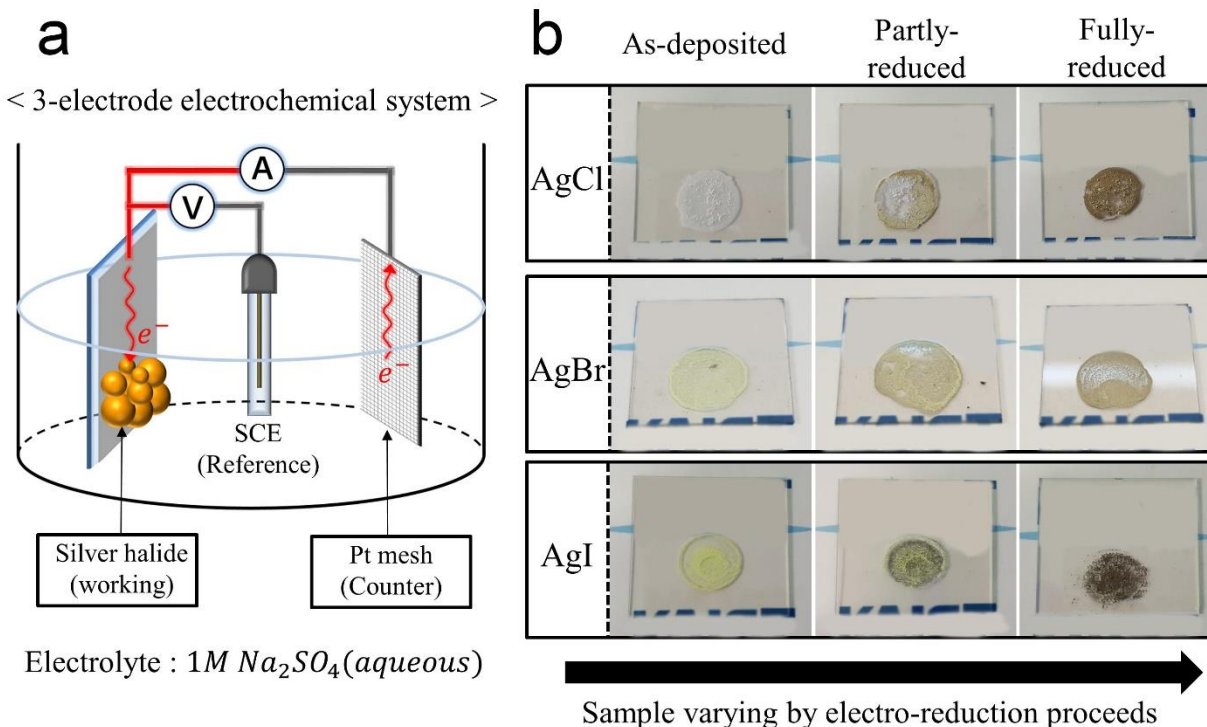 a
< 3-electrode electrochemical system >
A
V
e⁻
e⁻
SCE
(Reference)
Silver halide
(working)
Pt mesh
(Counter)
Electrolyte : 1M Na₂SO₄(aqueous)
b
As-deposited
Partly-
reduced
Fully-
reduced
AgCl
AgBr
AgI
Sample varying by electro-reduction proceeds